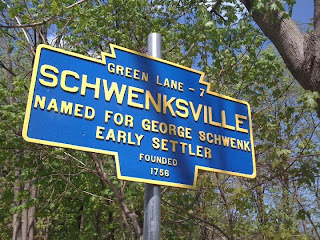 GREEN LANE - 7
SCHWENKSVILLE
NAMED FOR GEORGE SCHWENK
EARLY SETTLER
FOUNDED
1756